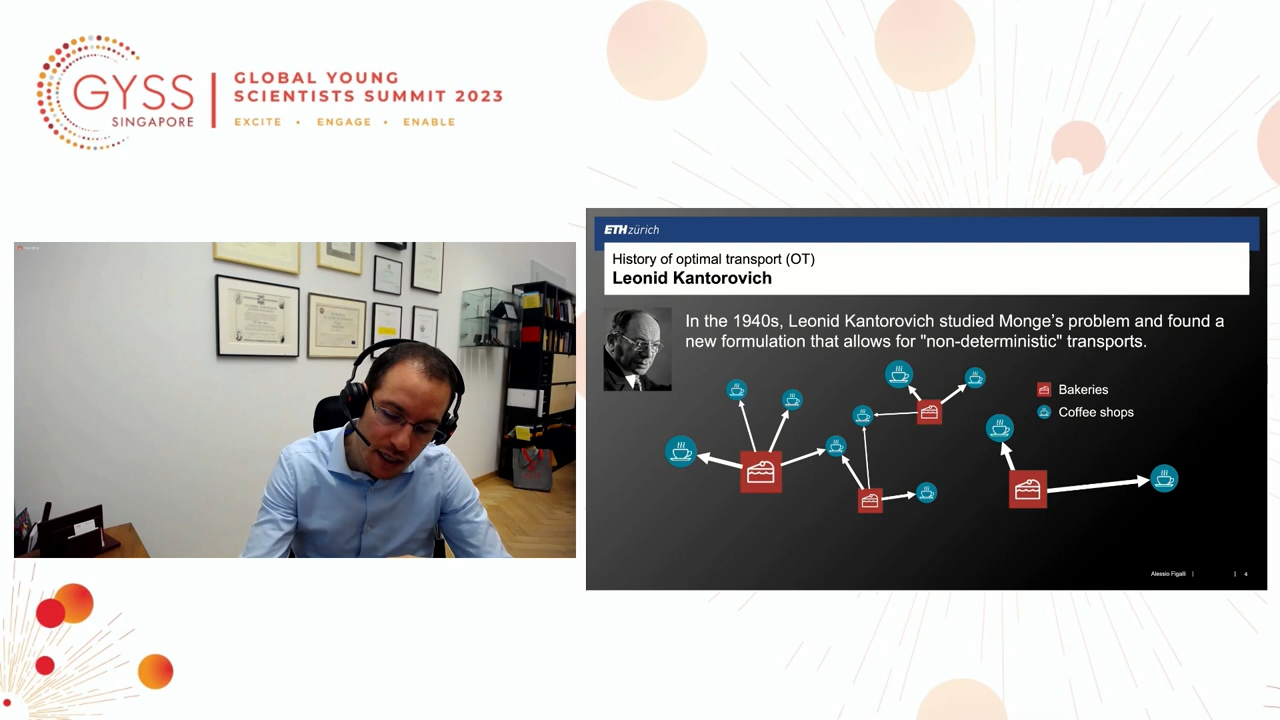 GYSS
SINGAPORE
GLOBAL YOUNG
SCIENTISTS SUMMIT 2023
EXCITE • ENGAGE • ENABLE
ETH zürich
History of optimal transport (OT)
Leonid Kantorovich
In the 1940s, Leonid Kantorovich studied Monge's problem and found a
new formulation that allows for "non-deterministic" transports.
Bakeries
Coffee shops
Alessio Figalli | | 4